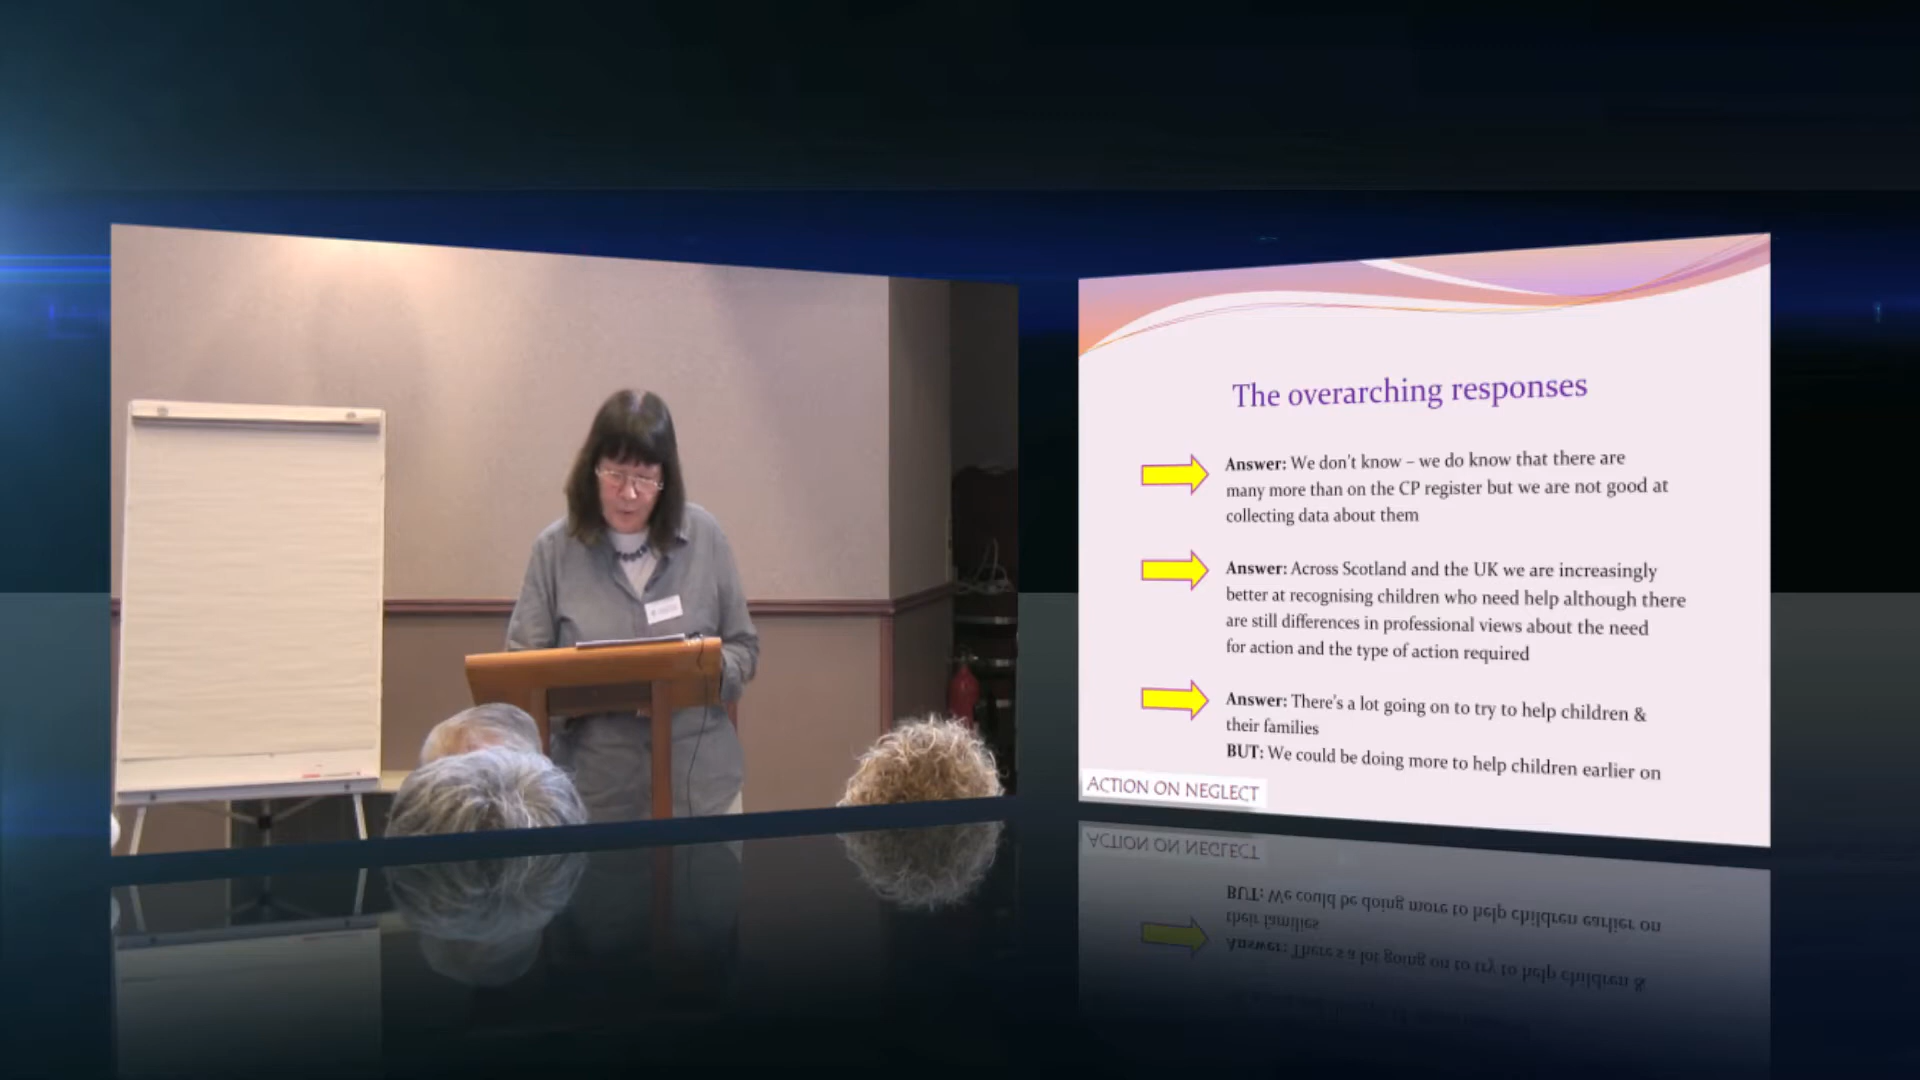 The overarching responses
Answer: We don't know – we do know that there are
many more than on the CP register but we are not good at
collecting data about them
Answer: Across Scotland and the UK we are increasingly
better at recognising children who need help although there
are still differences in professional views about the need
for action and the type of action required
Answer: There's a lot going on to try to help children &
their families
BUT: We could be doing more to help children earlier on
ACTION ON NEGLECT